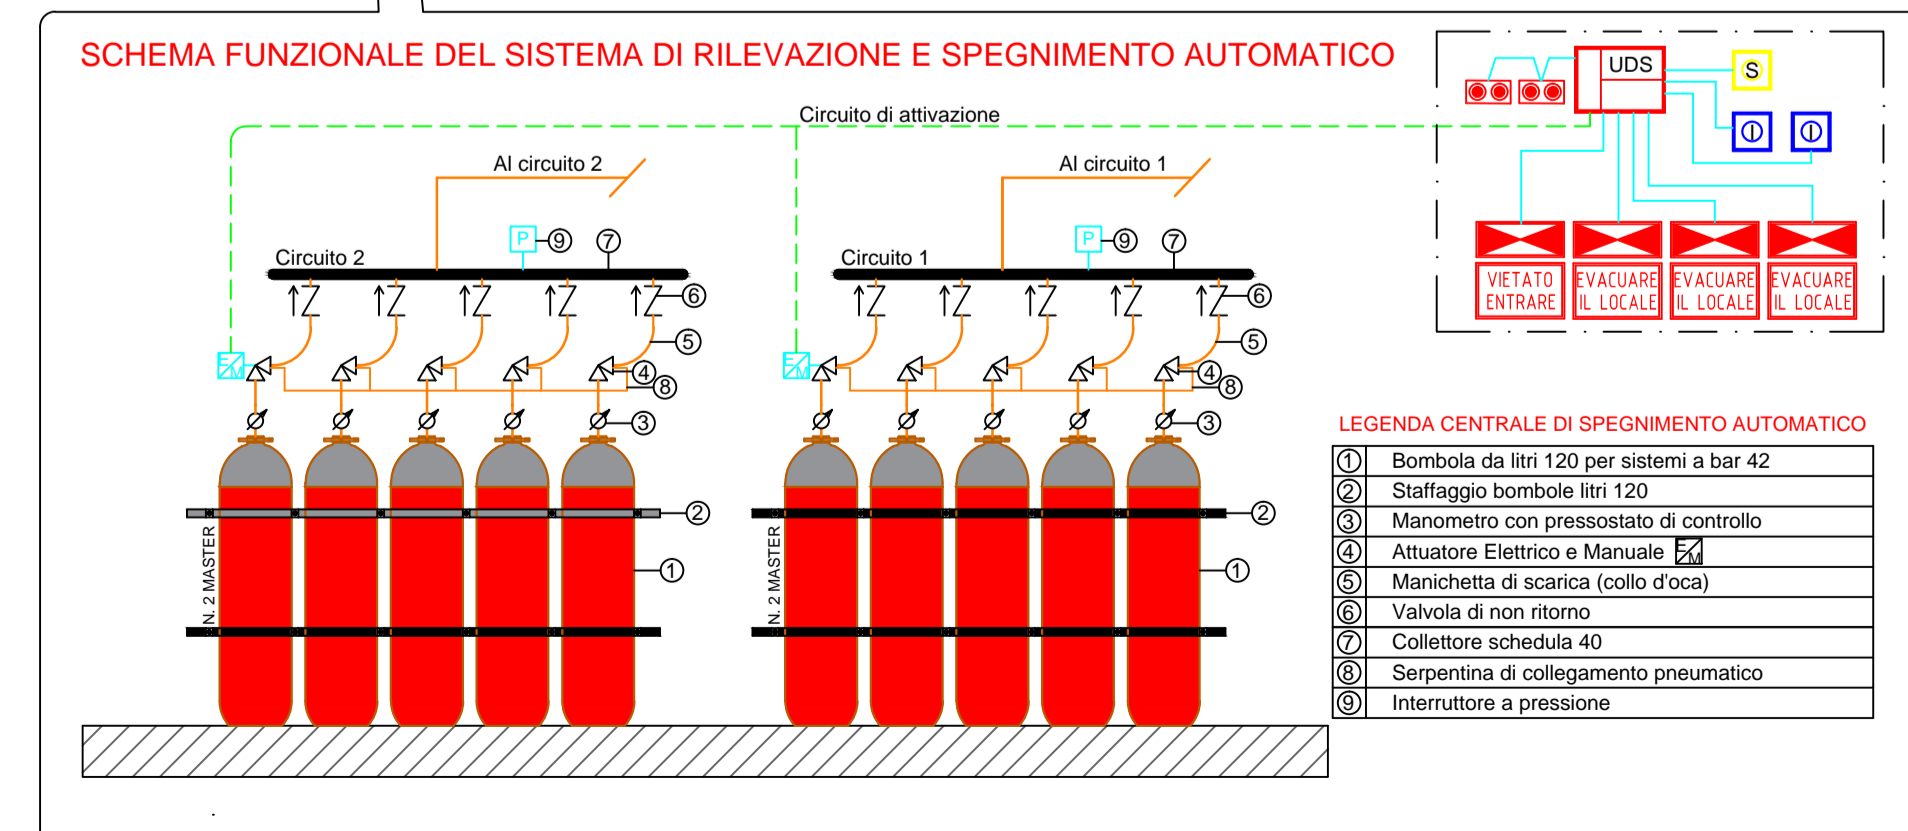 SCHEMA FUNZIONALE DEL SISTEMA DI RILEVAZIONE E SPEGNIMENTO AUTOMATICO
UDS
S
Circuito di attivazione
Al circuito 2
Al circuito 1
P
9
7
P
9
7
Circuito 2
Circuito 1
VIETATO
ENTRARE
EVACUARE
IL LOCALE
EVACUARE
IL LOCALE
EVACUARE
IL LOCALE
6
6
5
5
E/M
4
E/M
4
8
8
3
3
LEGENDA CENTRALE DI SPEGNIMENTO AUTOMATICO
1 Bombola da litri 120 per sistemi a bar 42
2 Staffaggio bombole litri 120
3 Manometro con pressostato di controllo
4 Attuatore Elettrico e Manuale E/M
5 Manichetta di scarica (collo d'oca)
6 Valvola di non ritorno
7 Collettore schedula 40
8 Serpentina di collegamento pneumatico
9 Interruttore a pressione
2
2
N. 2 MASTER
1
N. 2 MASTER
1